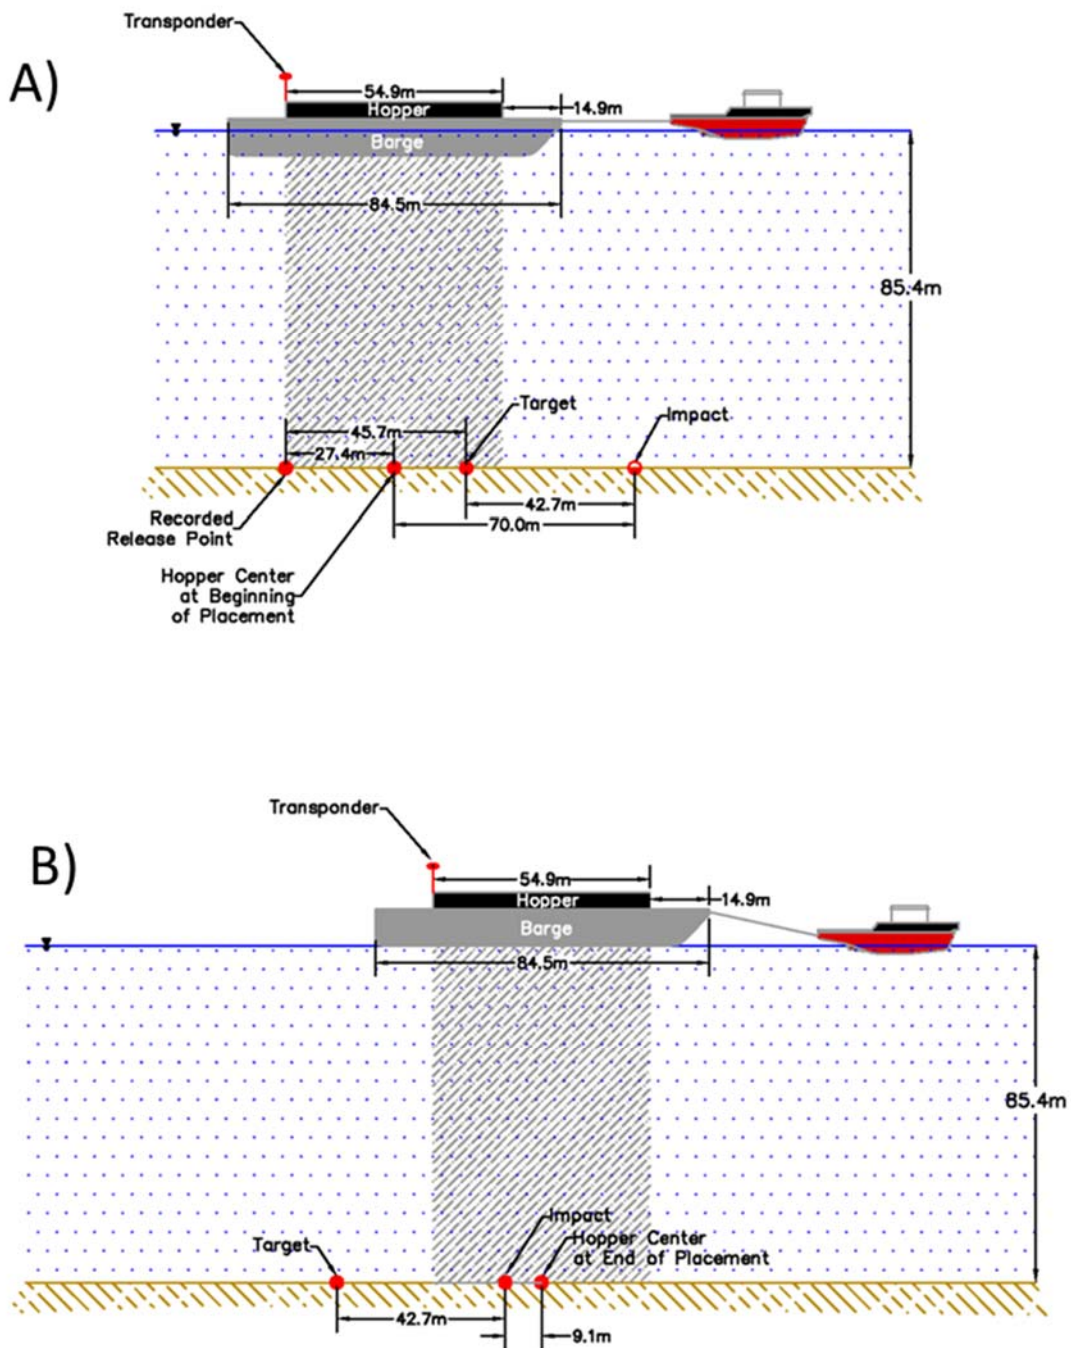 Transponder
A)
54.9m
Hopper
14.9m
Barge
84.5m
85.4m
Target
Impact
45.7m
27.4m
42.7m
70.0m
Recorded
Release Point
Hopper Center
at Beginning
of Placement
Transponder
B)
54.9m
Hopper
14.9m
Barge
84.5m
85.4m
Impact
Target
Hopper Center
at End of Placement
42.7m
9.1m